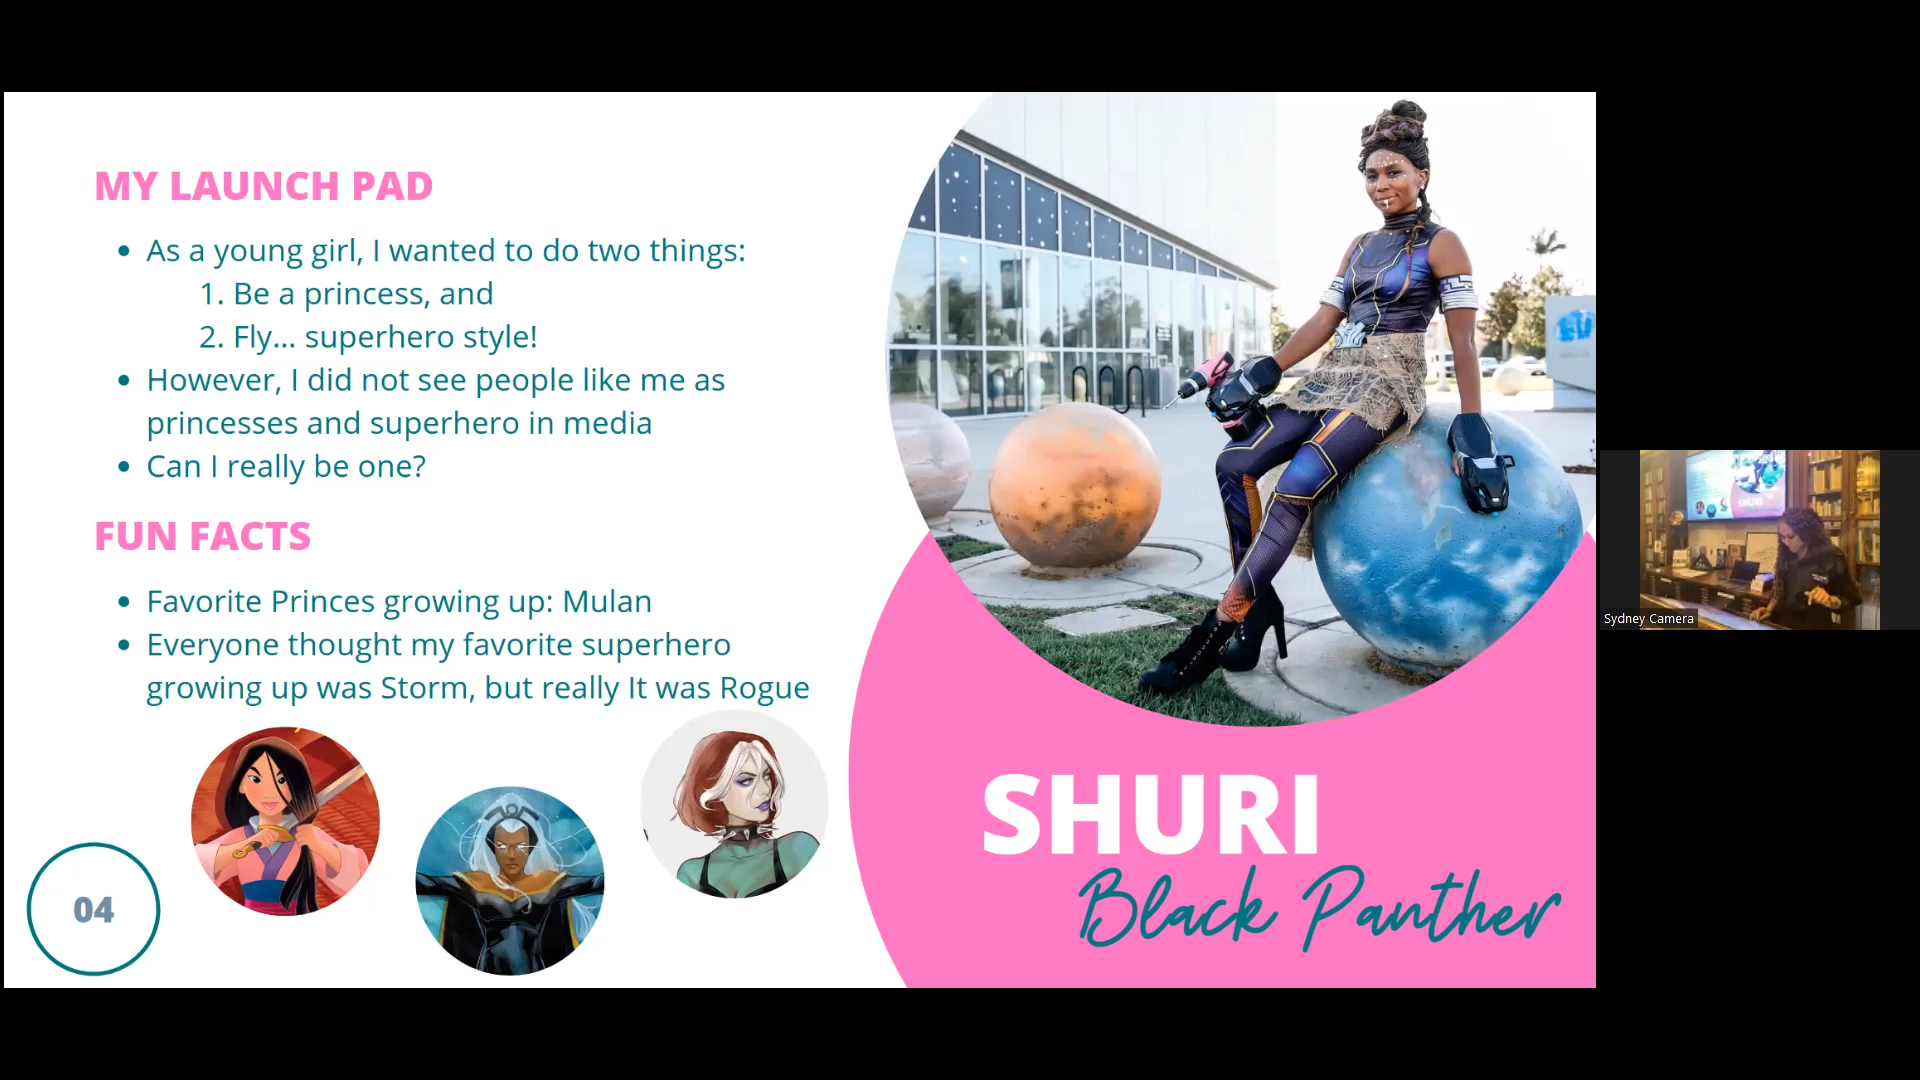 MY LAUNCH PAD
• As a young girl, I wanted to do two things:
1. Be a princess, and
2. Fly... superhero style!
• However, I did not see people like me as
princesses and superhero in media
• Can I really be one?
FUN FACTS
• Favorite Princes growing up: Mulan
• Everyone thought my favorite superhero
growing up was Storm, but really It was Rogue
04
SHURI
Black Panther
SHURI
Sydney Camera